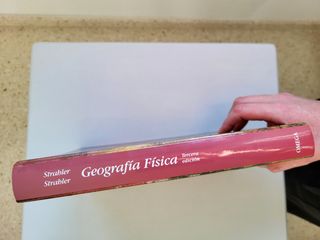 Strahler
Strahler
Geografía Física
tercera
edición
OMEGA